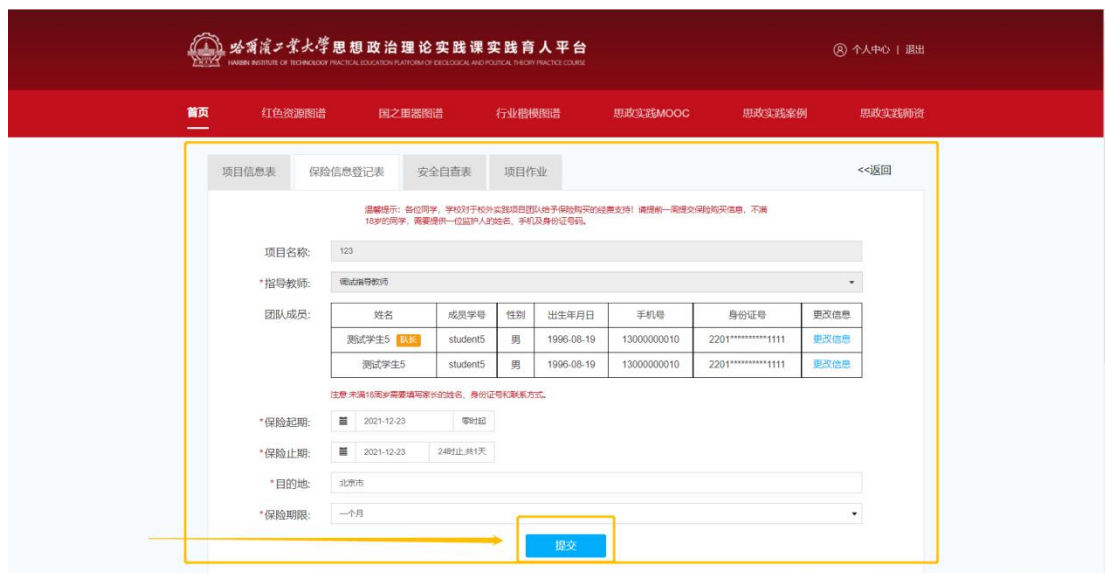 哈尔滨工业大学思想政治理论实践课实践育人平台
HARBIN INSTITUTE OF TECHNOLOGY PRACTICAL EDUCATION PLATFORM OF IDEOLOGICAL AND POLITICAL THEORY PRACTICE COURSE
个人中心 | 退出
首页 红色资源图谱 国之重器图谱 行业楷模图谱 思政实践MOOC 思政实践案例 思政实践师资
项目信息表 保险信息登记表 安全自查表 项目作业 <<返回
温馨提示：各位同学，学校对于校外实践项目团队给予保险购买的经费支持！请提前一周提交保险购买信息，不满
18岁的同学，需要提供一位监护人的姓名、手机及身份证号码。
项目名称: 123
*指导教师: 调试指导教师
团队成员: 姓名 成员学号 性别 出生年月日 手机号 身份证号 更改信息
测试学生5 队长 student5 男 1996-08-19 13000000010 2201**********1111 更改信息
测试学生5 student5 男 1996-08-19 13000000010 2201**********1111 更改信息
注意:未满18周岁需要填写家长的姓名、身份证号和联系方式。
*保险起期: 2021-12-23 零时起
*保险止期: 2021-12-23 24时止,共1天
*目的地: 北京市
*保险期限: 一个月
提交